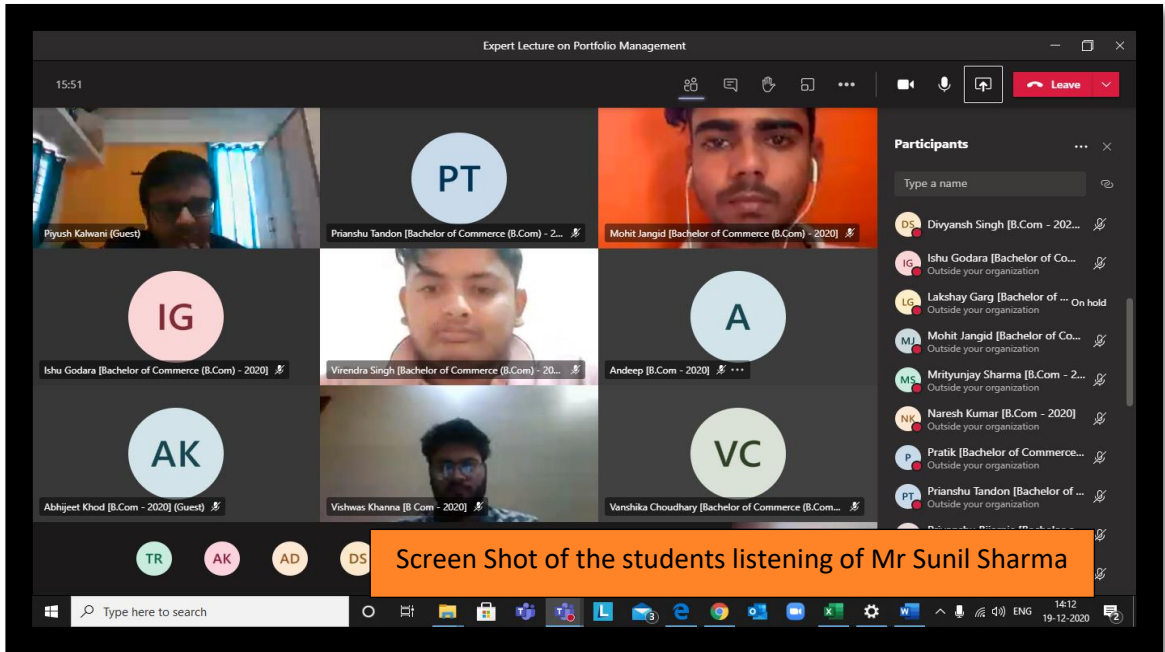 Expert Lecture on Portfolio Management
15:51
Leave
Piyush Kalwani (Guest)
PT
Prianshu Tandon [Bachelor of Commerce (B.Com) - 2...
Mohit Jangid [Bachelor of Commerce (B.Com) - 2020]
IG
Ishu Godara [Bachelor of Commerce (B.Com) - 2020]
Virendra Singh [Bachelor of Commerce (B.Com) - 20...
A
Andeep [B.Com - 2020]
AK
Abhijeet Khod [B.Com - 2020] (Guest)
Vishwas Khanna [B Com - 2020]
VC
Vanshika Choudhary [Bachelor of Commerce (B.Com...
TR
AK
AD
DS
Participants
Type a name
DS Divyansh Singh [B.Com - 202...
IG Ishu Godara [Bachelor of Co...
Outside your organization
LG Lakshay Garg [Bachelor of ... On hold
Outside your organization
MJ Mohit Jangid [Bachelor of Co...
Outside your organization
MS Mrityunjay Sharma [B.Com - 2...
Outside your organization
NK Naresh Kumar [B.Com - 2020]
Outside your organization
P Pratik [Bachelor of Commerce...
Outside your organization
PT Prianshu Tandon [Bachelor of ...
Outside your organization
Screen Shot of the students listening of Mr Sunil Sharma
Type here to search
3
ENG
14:12
19-12-2020
2